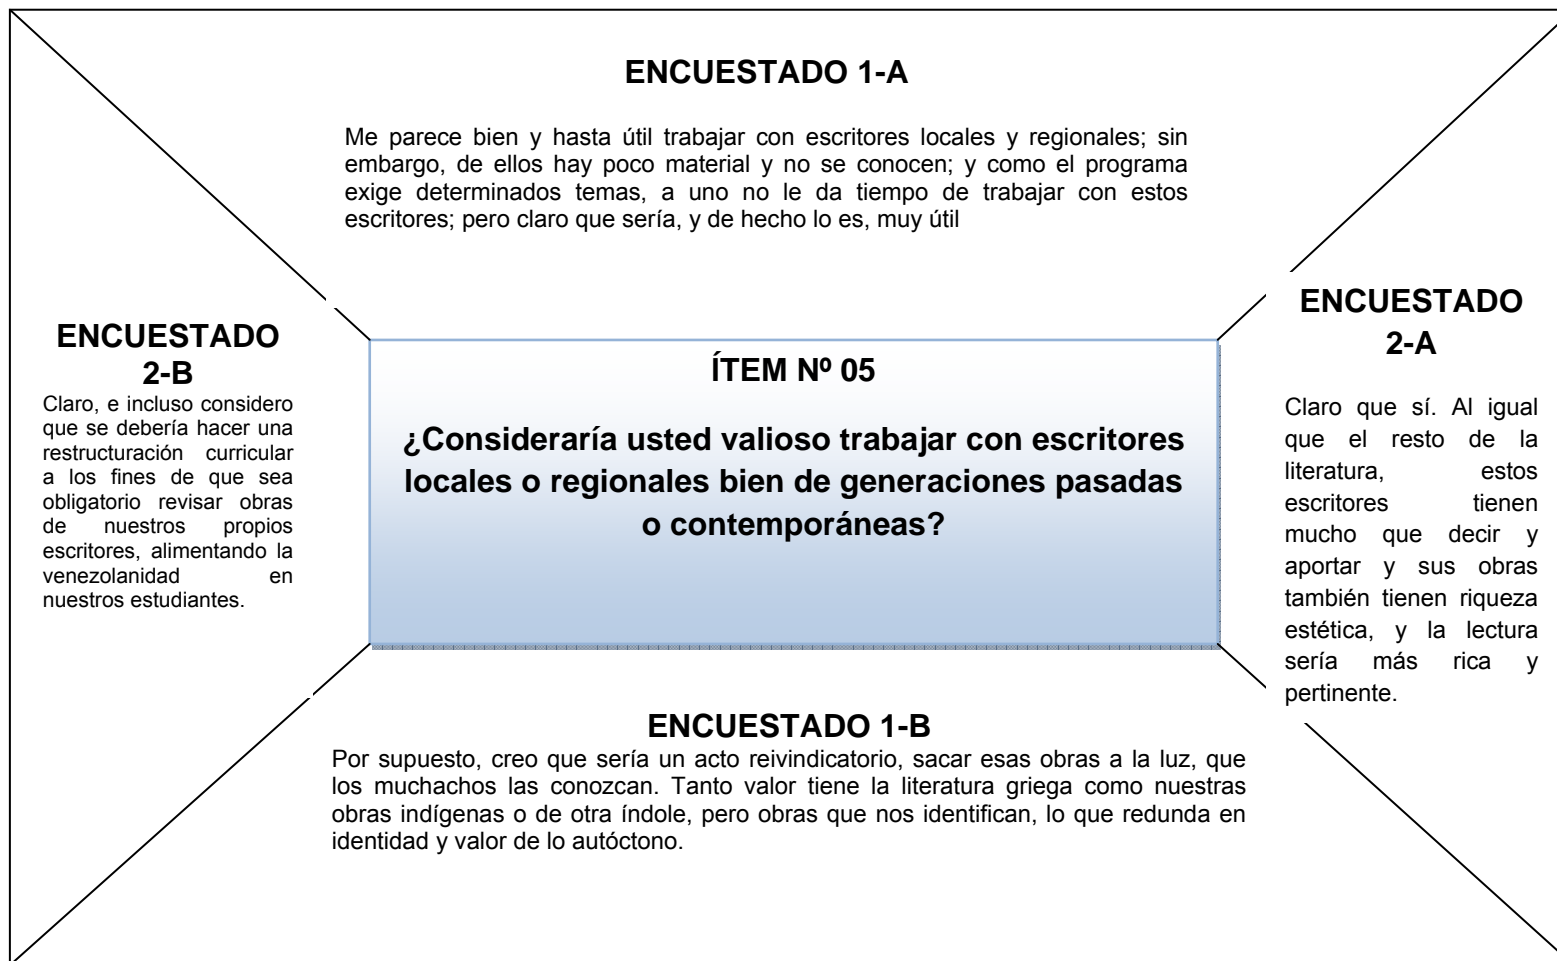 ENCUESTADO 1-A
Me parece bien y hasta útil trabajar con escritores locales y regionales; sin
embargo, de ellos hay poco material y no se conocen; y como el programa
exige determinados temas, a uno no le da tiempo de trabajar con estos
escritores; pero claro que sería, y de hecho lo es, muy útil
ENCUESTADO
2-B
Claro, e incluso considero
que se debería hacer una
restructuración curricular
a los fines de que sea
obligatorio revisar obras
de nuestros propios
escritores, alimentando la
venezolanidad en
nuestros estudiantes.
ÍTEM Nº 05
¿Consideraría usted valioso trabajar con escritores
locales o regionales bien de generaciones pasadas
o contemporáneas?
ENCUESTADO
2-A
Claro que sí. Al igual
que el resto de la
literatura, estos
escritores tienen
mucho que decir y
aportar y sus obras
también tienen riqueza
estética, y la lectura
sería más rica y
pertinente.
ENCUESTADO 1-B
Por supuesto, creo que sería un acto reivindicatorio, sacar esas obras a la luz, que
los muchachos las conozcan. Tanto valor tiene la literatura griega como nuestras
obras indígenas o de otra índole, pero obras que nos identifican, lo que redunda en
identidad y valor de lo autóctono.